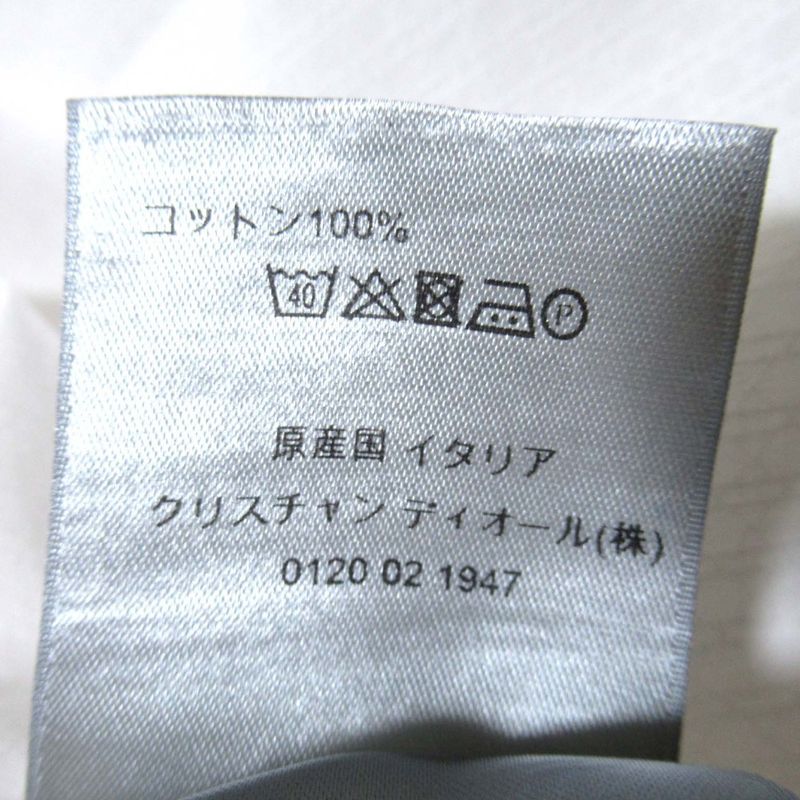 コットン100%
40 P
原産国 イタリア
クリスチャン ディオール(株)
0120 02 1947